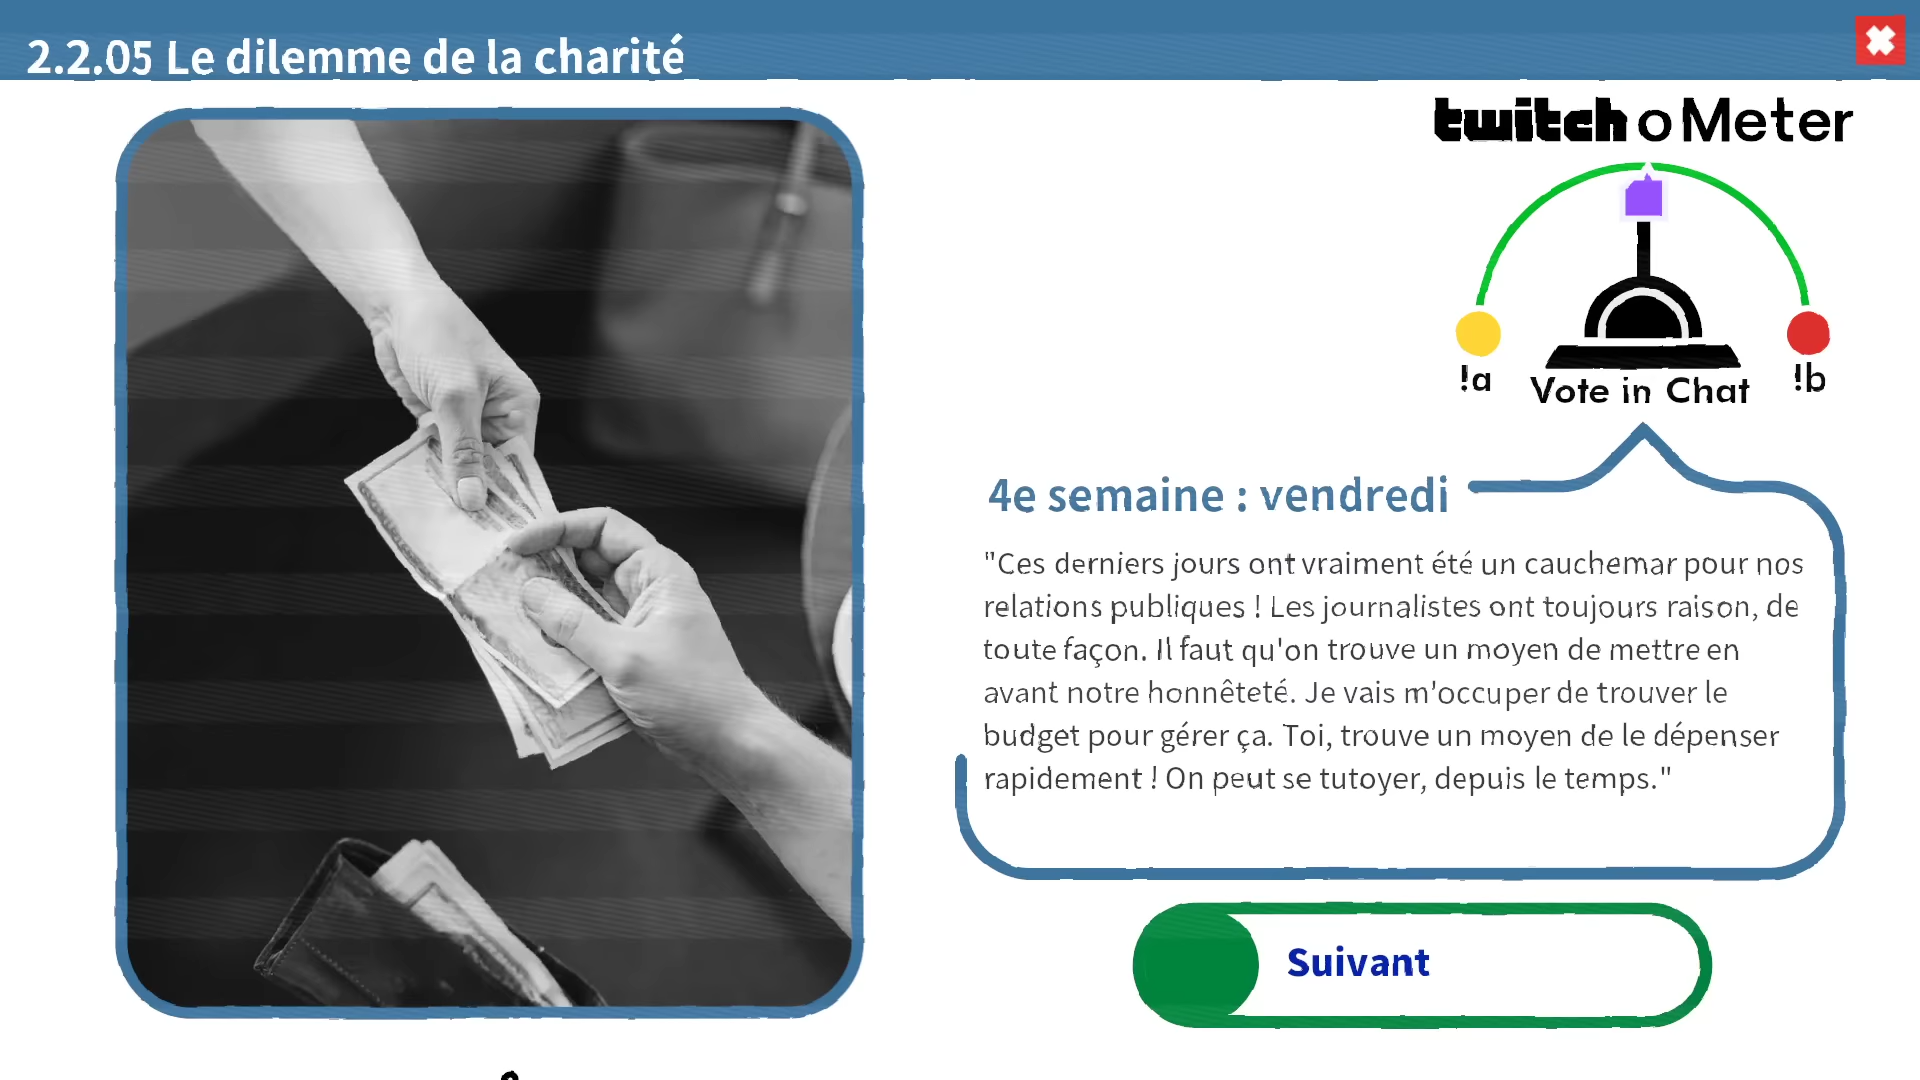 2.2.05 Le dilemme de la charité
twitch o Meter
!a
!b
Vote in Chat
4e semaine : vendredi
"Ces derniers jours ont vraiment été un cauchemar pour nos
relations publiques ! Les journalistes ont toujours raison, de
toute façon. Il faut qu'on trouve un moyen de mettre en
avant notre honnêteté. Je vais m'occuper de trouver le
budget pour gérer ça. Toi, trouve un moyen de le dépenser
rapidement ! On peut se tutoyer, depuis le temps."
Suivant